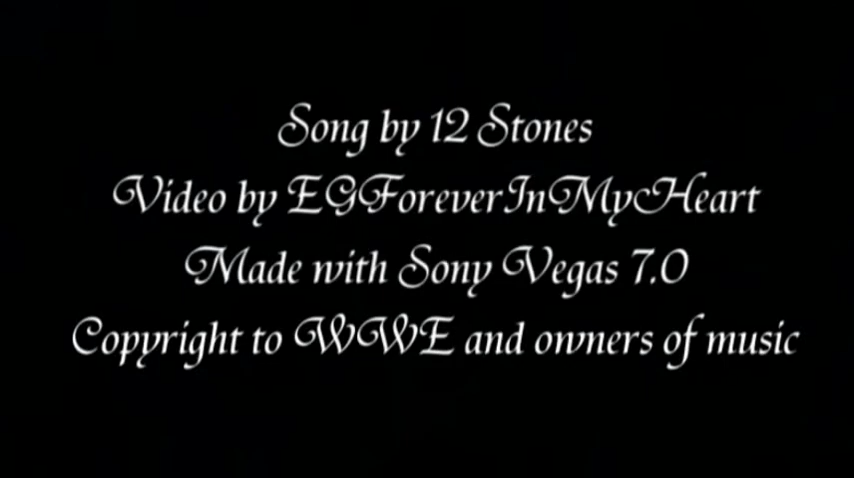 Song by 12 Stones
Video by EGForeverInMyHeart
Made with Sony Vegas 7.0
Copyright to WWE and owners of music